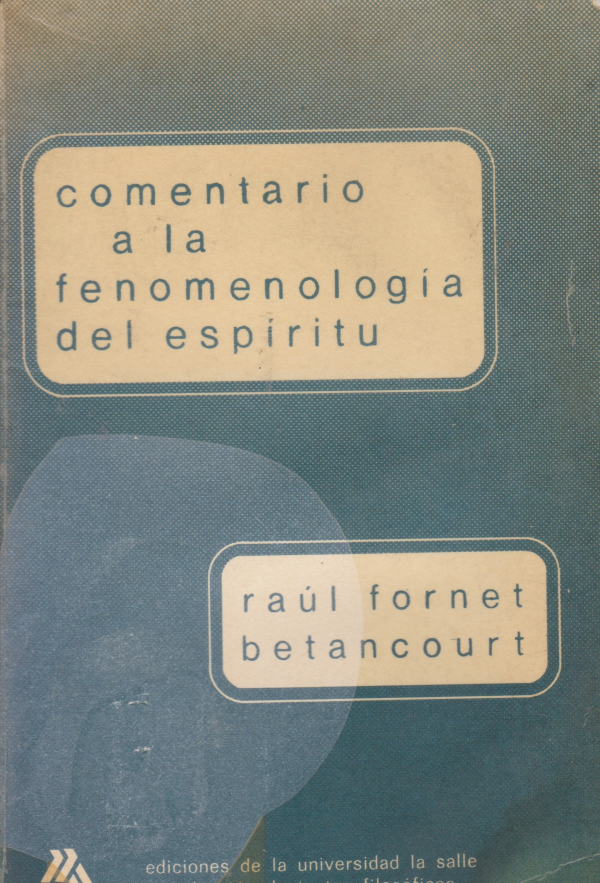 comentario
a la
fenomenología
del espíritu
raúl fornet
betancourt
ediciones de la universidad la salle